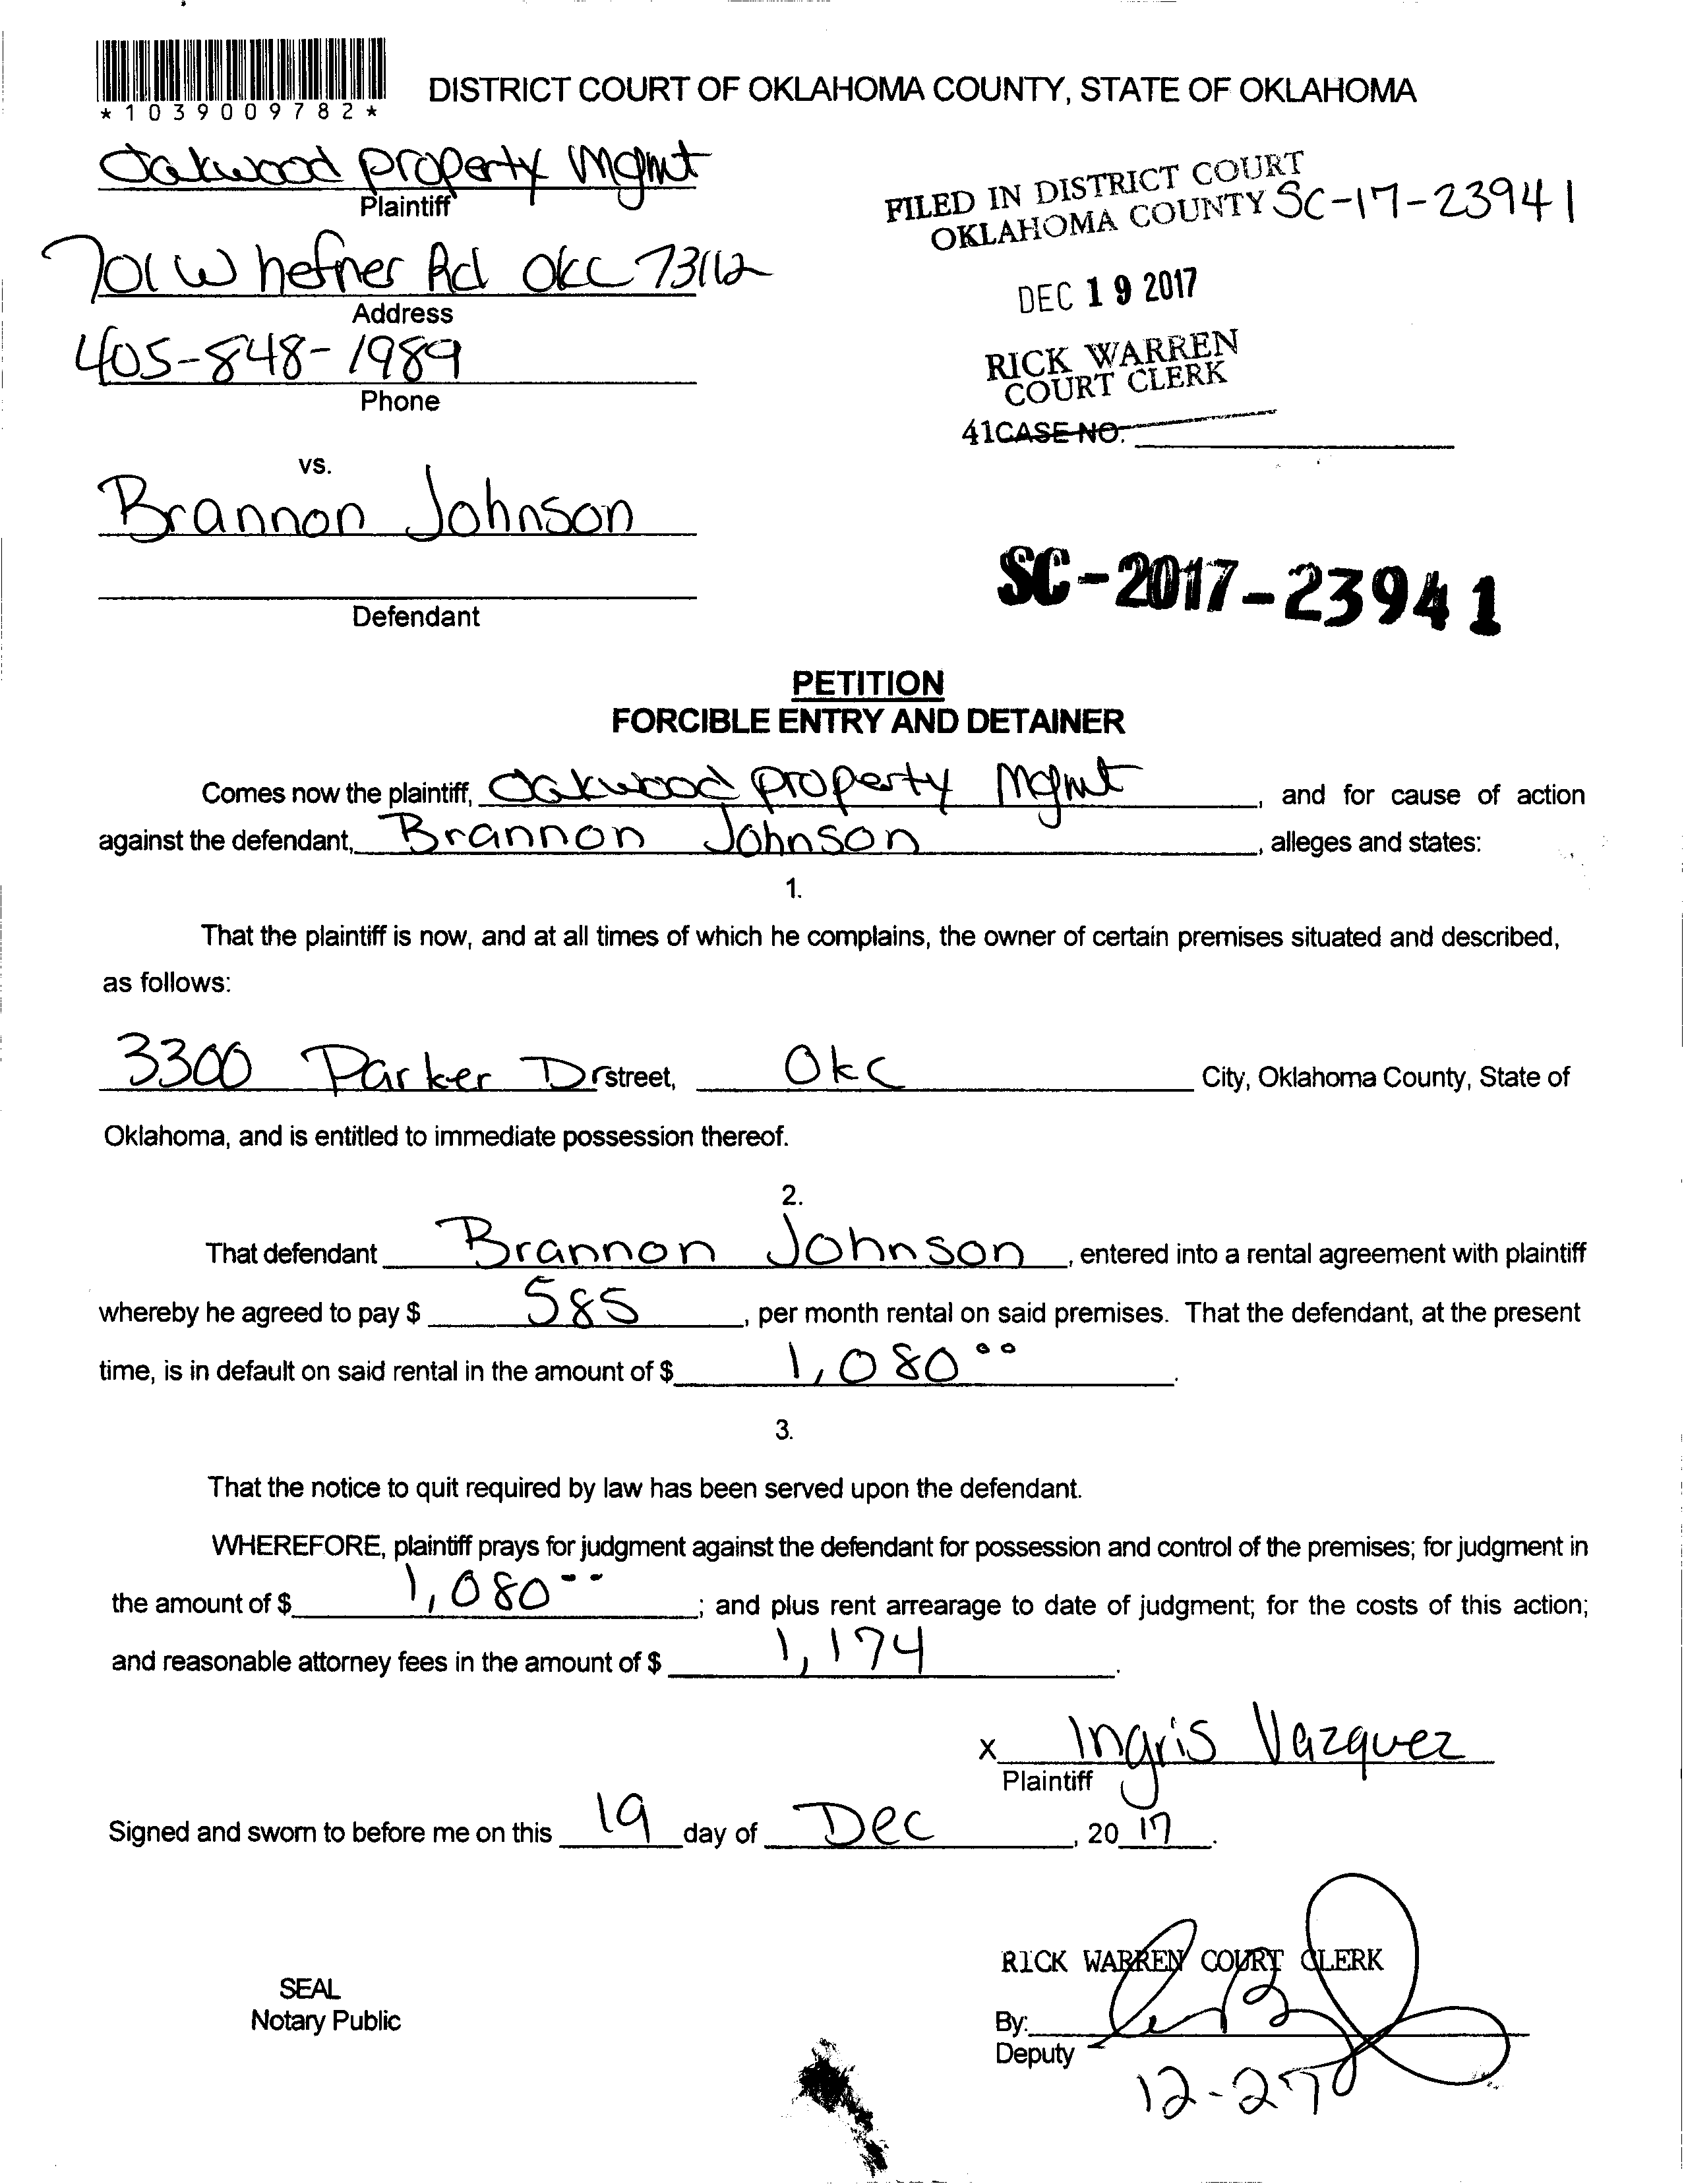 *1039009782*
DISTRICT COURT OF OKLAHOMA COUNTY, STATE OF OKLAHOMA
Oakwood property Mgmt
Plaintiff
FILED IN DISTRICT COURT
OKLAHOMA COUNTY SC-17-23941
701 W hefner Rd OKC 73112
Address
DEC 19 2017
405-848-1989
Phone
RICK WARREN
COURT CLERK
41CASE NO.
vs.
Brannon Johnson
Defendant
SC-2017-23941
PETITION
FORCIBLE ENTRY AND DETAINER
Comes now the plaintiff, Oakwood property Mgmt, and for cause of action
against the defendant, Brannon Johnson, alleges and states:
1.
That the plaintiff is now, and at all times of which he complains, the owner of certain premises situated and described,
as follows:
3300 Parker Dr street, Okc City, Oklahoma County, State of
Oklahoma, and is entitled to immediate possession thereof.
2.
That defendant Brannon Johnson, entered into a rental agreement with plaintiff
whereby he agreed to pay $ 585, per month rental on said premises. That the defendant, at the present
time, is in default on said rental in the amount of $ 1,080 00.
3.
That the notice to quit required by law has been served upon the defendant.
WHEREFORE, plaintiff prays for judgment against the defendant for possession and control of the premises; for judgment in
the amount of $ 1,080 --; and plus rent arrearage to date of judgment; for the costs of this action;
and reasonable attorney fees in the amount of $ 1,174.
x Ingris Vazquez
Plaintiff
Signed and sworn to before me on this 19 day of Dec, 20 17.
RICK WARREN COURT CLERK
SEAL
Notary Public
By:
Deputy
12-27